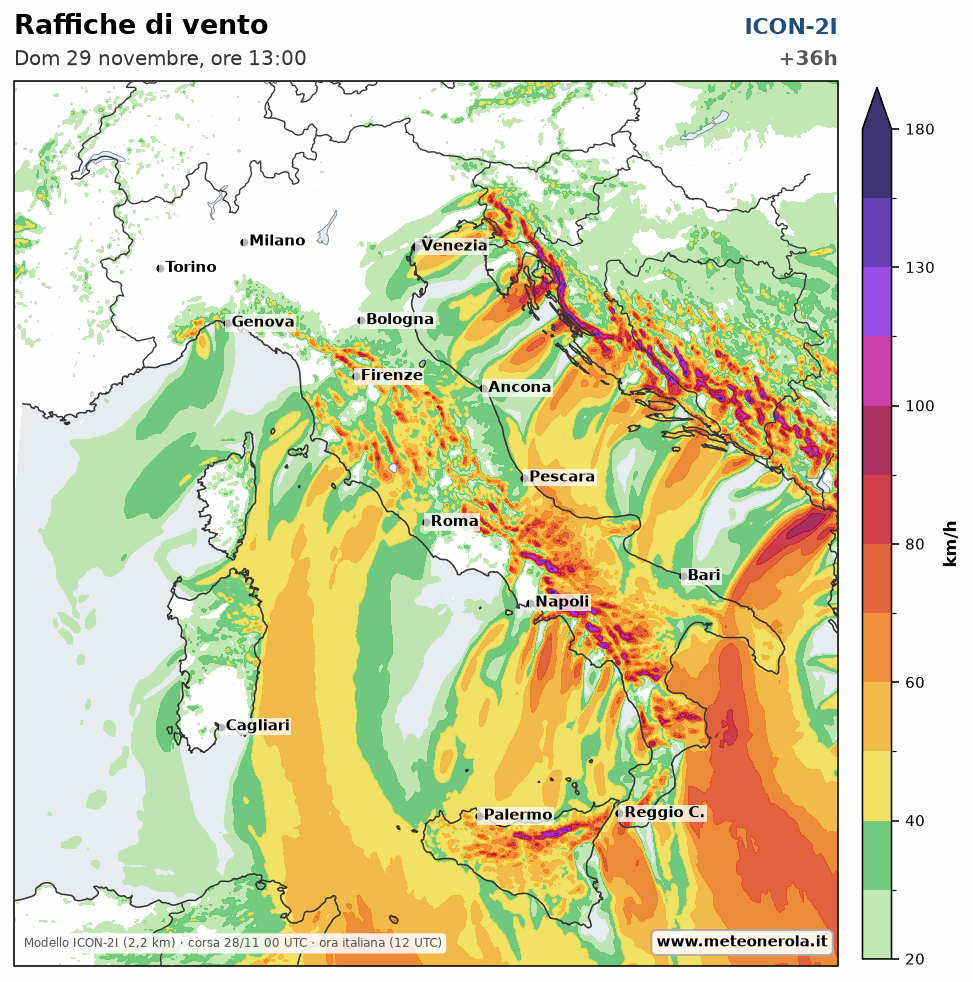 Raffiche di vento
ICON-2I
Dom 29 novembre, ore 13:00
+36h
180
130
100
80
60
40
20
km/h
Milano
Venezia
Torino
Genova
Bologna
Firenze
Ancona
Pescara
Roma
Bari
Napoli
Cagliari
Palermo
Reggio C.
Modello ICON-2I (2,2 km) · corsa 28/11 00 UTC · ora italiana (12 UTC)
www.meteonerola.it